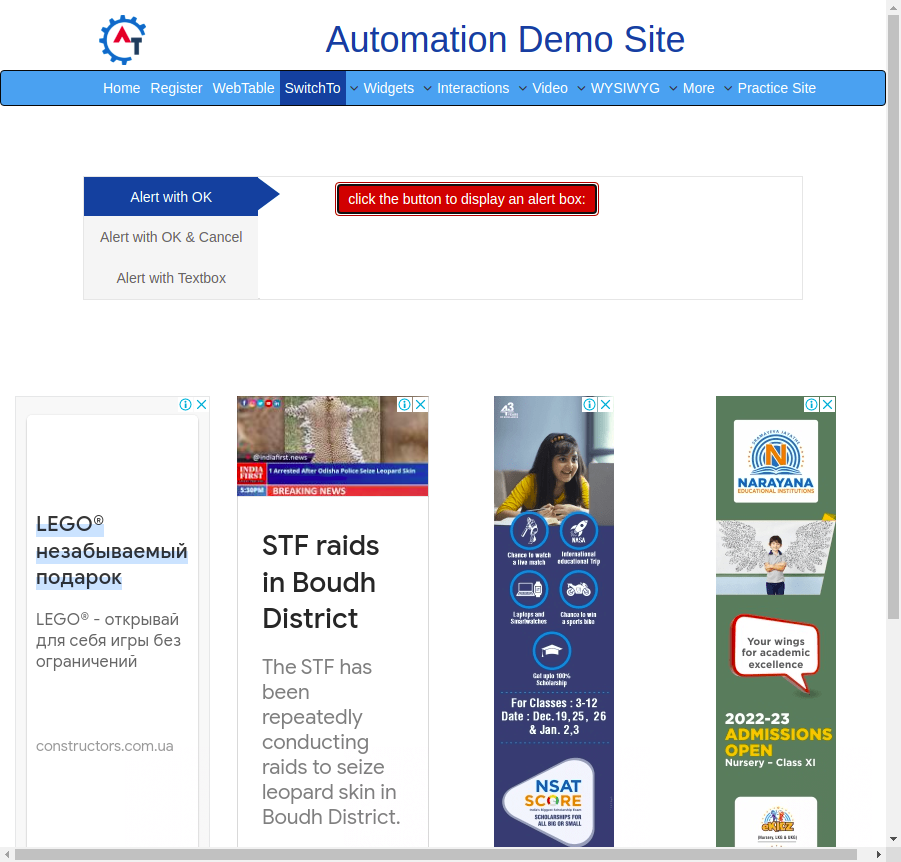 Automation Demo Site
Home Register WebTable SwitchTo Widgets Interactions Video WYSIWYG More Practice Site
Alert with OK
click the button to display an alert box:
Alert with OK & Cancel
Alert with Textbox
LEGO®
незабываемый
подарок
LEGO® - открывай
для себя игры без
ограничений
constructors.com.ua
@indiafirst.news
INDIA
FIRST
1 Arrested After Odisha Police Seize Leopard Skin
5:30PM BREAKING NEWS
STF raids
in Boudh
District
The STF has
been
repeatedly
conducting
raids to seize
leopard skin in
Boudh District.
43
Chance to watch
a live match
NASA
International
educational Trip
Laptops and
Smartwatches
Chance to win
a sports bike
Get upto 100%
Scholarship
For Classes : 3-12
Date : Dec.19,25, 26
& Jan. 2,3
NSAT
SCORE
India's Biggest Scholarship Exam
SCHOLARSHIPS FOR
ALL BIG OR SMALL
N
NARAYANA
EDUCATIONAL INSTITUTIONS
Your wings
for academic
excellence
2022-23
ADMISSIONS
OPEN
Nursery – Class XI
eKidz
(Nursery, LKG & UKG)